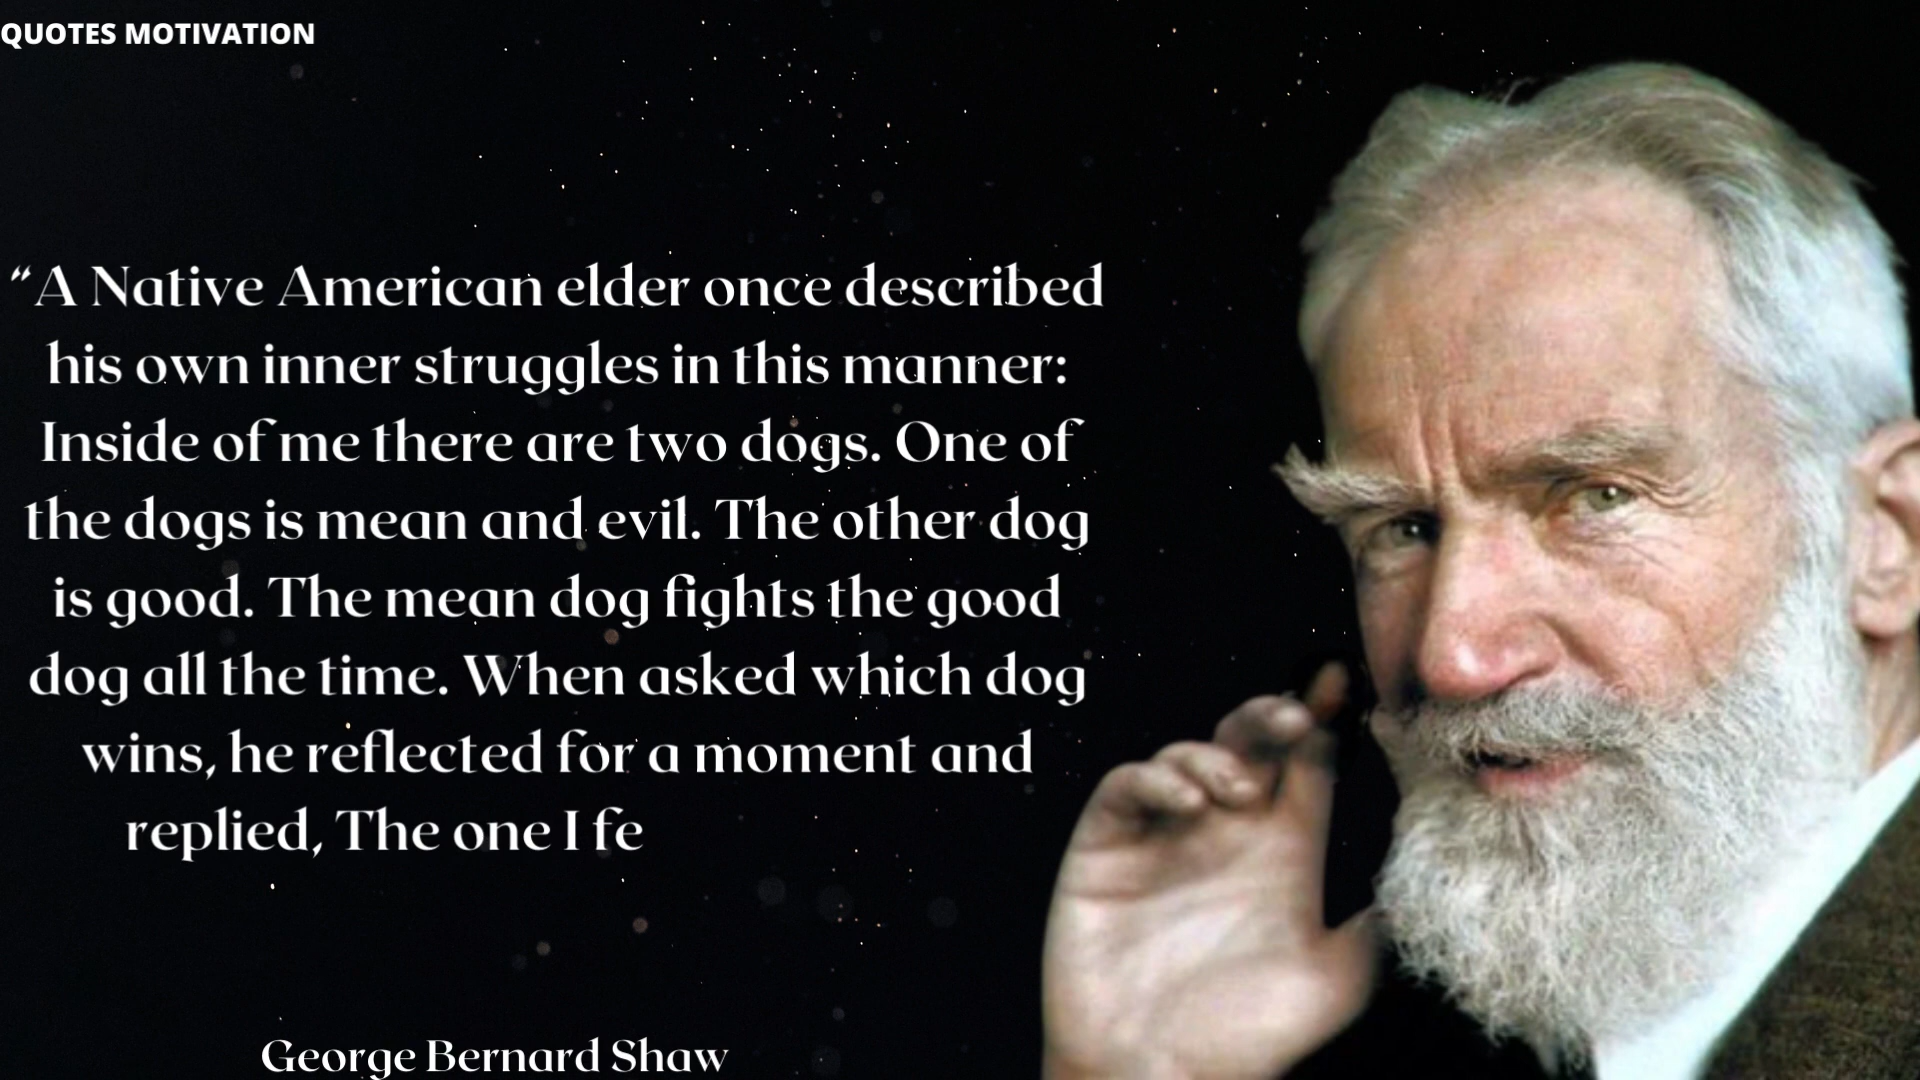 QUOTES MOTIVATION
“A Native American elder once described
his own inner struggles in this manner:
Inside of me there are two dogs. One of
the dogs is mean and evil. The other dog
is good. The mean dog fights the good
dog all the time. When asked which dog
wins, he reflected for a moment and
replied, The one I fe
George Bernard Shaw